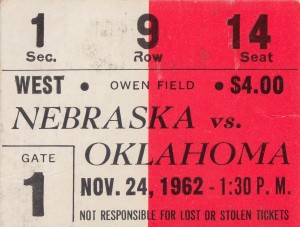 1 9 14
Sec. Row Seat
WEST • OWEN FIELD • $4.00
NEBRASKA vs.
OKLAHOMA
GATE
1
NOV. 24, 1962 - 1:30 P. M.
NOT RESPONSIBLE FOR LOST OR STOLEN TICKETS